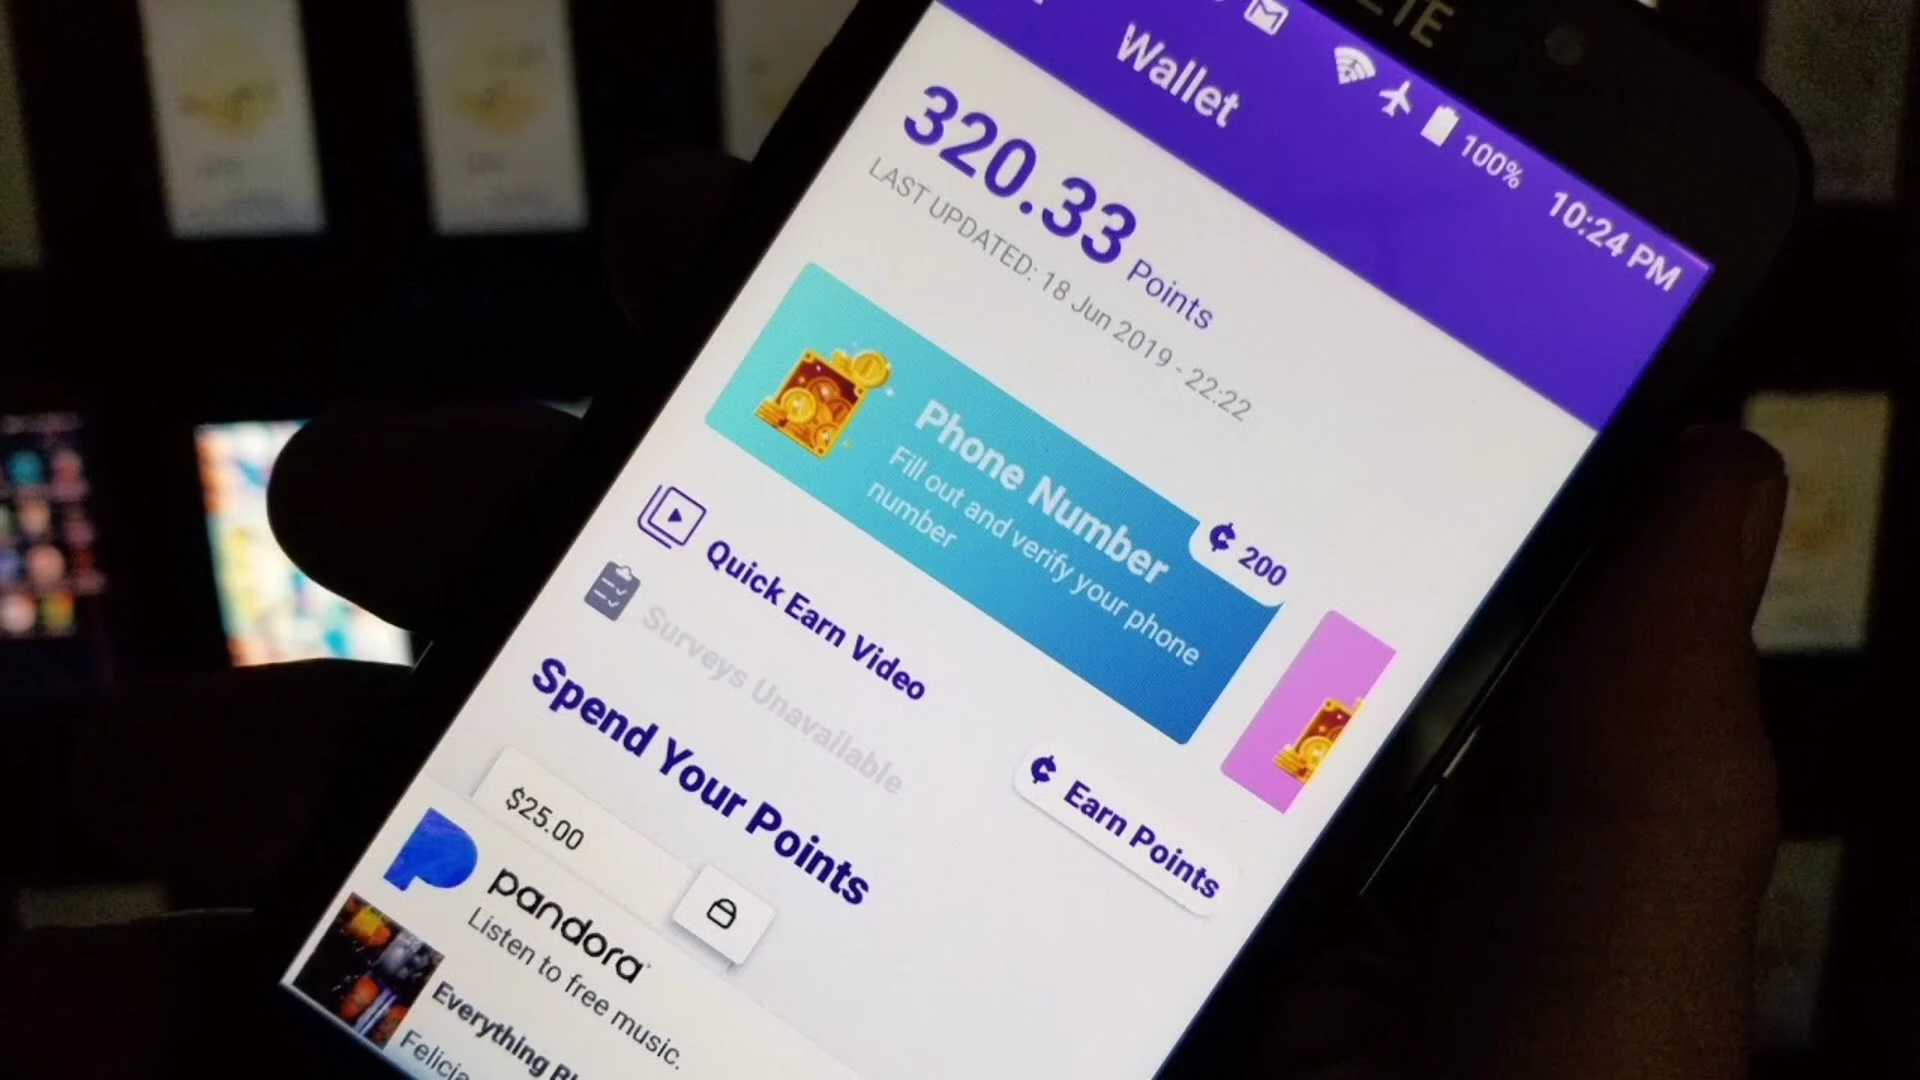 ZTE
100% 10:24 PM
Wallet
320.33 Points
LAST UPDATED: 18 Jun 2019 - 22:22
Phone Number
Fill out and verify your phone
number
¢ 200
Quick Earn Video
Surveys Unavailable
¢ Earn Points
Spend Your Points
$25.00
pandora
Listen to free music.
Everything
Felicia